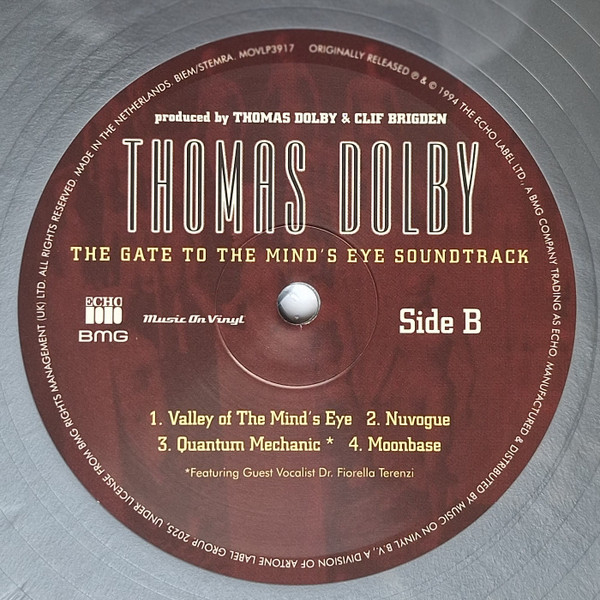 ORIGINALLY RELEASED ℗ & © 1994 THE ECHO LABEL LTD., A BMG COMPANY TRADING AS ECHO. MANUFACTURED & DISTRIBUTED BY MUSIC ON VINYL B.V., A DIVISION OF ARTONE LABEL GROUP 2025, UNDER LICENSE FROM BMG RIGHTS MANAGEMENT (UK) LTD. ALL RIGHTS RESERVED. MADE IN THE NETHERLANDS. BIEM/STEMRA. MOVLP3917
produced by THOMAS DOLBY & CLIF BRIGDEN
THOMAS DOLBY
THE GATE TO THE MIND'S EYE SOUNDTRACK
ECHO
BMG
Music On Vinyl
Side B
1. Valley of The Mind's Eye 2. Nuvogue
3. Quantum Mechanic * 4. Moonbase
*Featuring Guest Vocalist Dr. Fiorella Terenzi